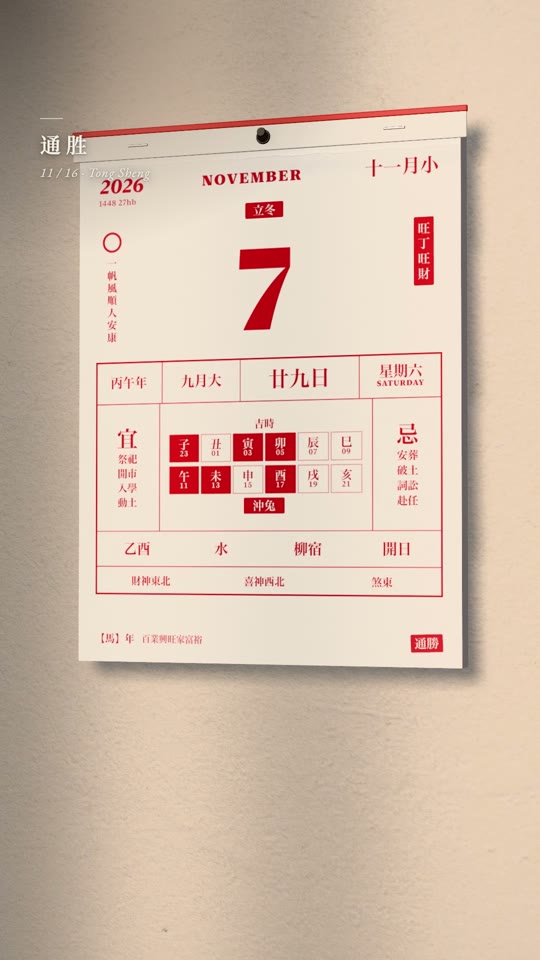 通胜
11 / 16 - Tong Sheng
2026
1448 27hb
NOVEMBER
十一月小
立冬
7
一帆風順人安康
旺丁旺財
丙午年
九月大
廿九日
星期六
SATURDAY
宜
祭祀
開市
入學
動土
吉時
子 23
丑 01
寅 03
卯 05
辰 07
巳 09
午 11
未 13
申 15
酉 17
戌 19
亥 21
沖兔
忌
安葬
破土
詞訟
赴任
乙酉
水
柳宿
開日
財神東北
喜神西北
煞東
【馬】年 百業興旺家富裕
通勝